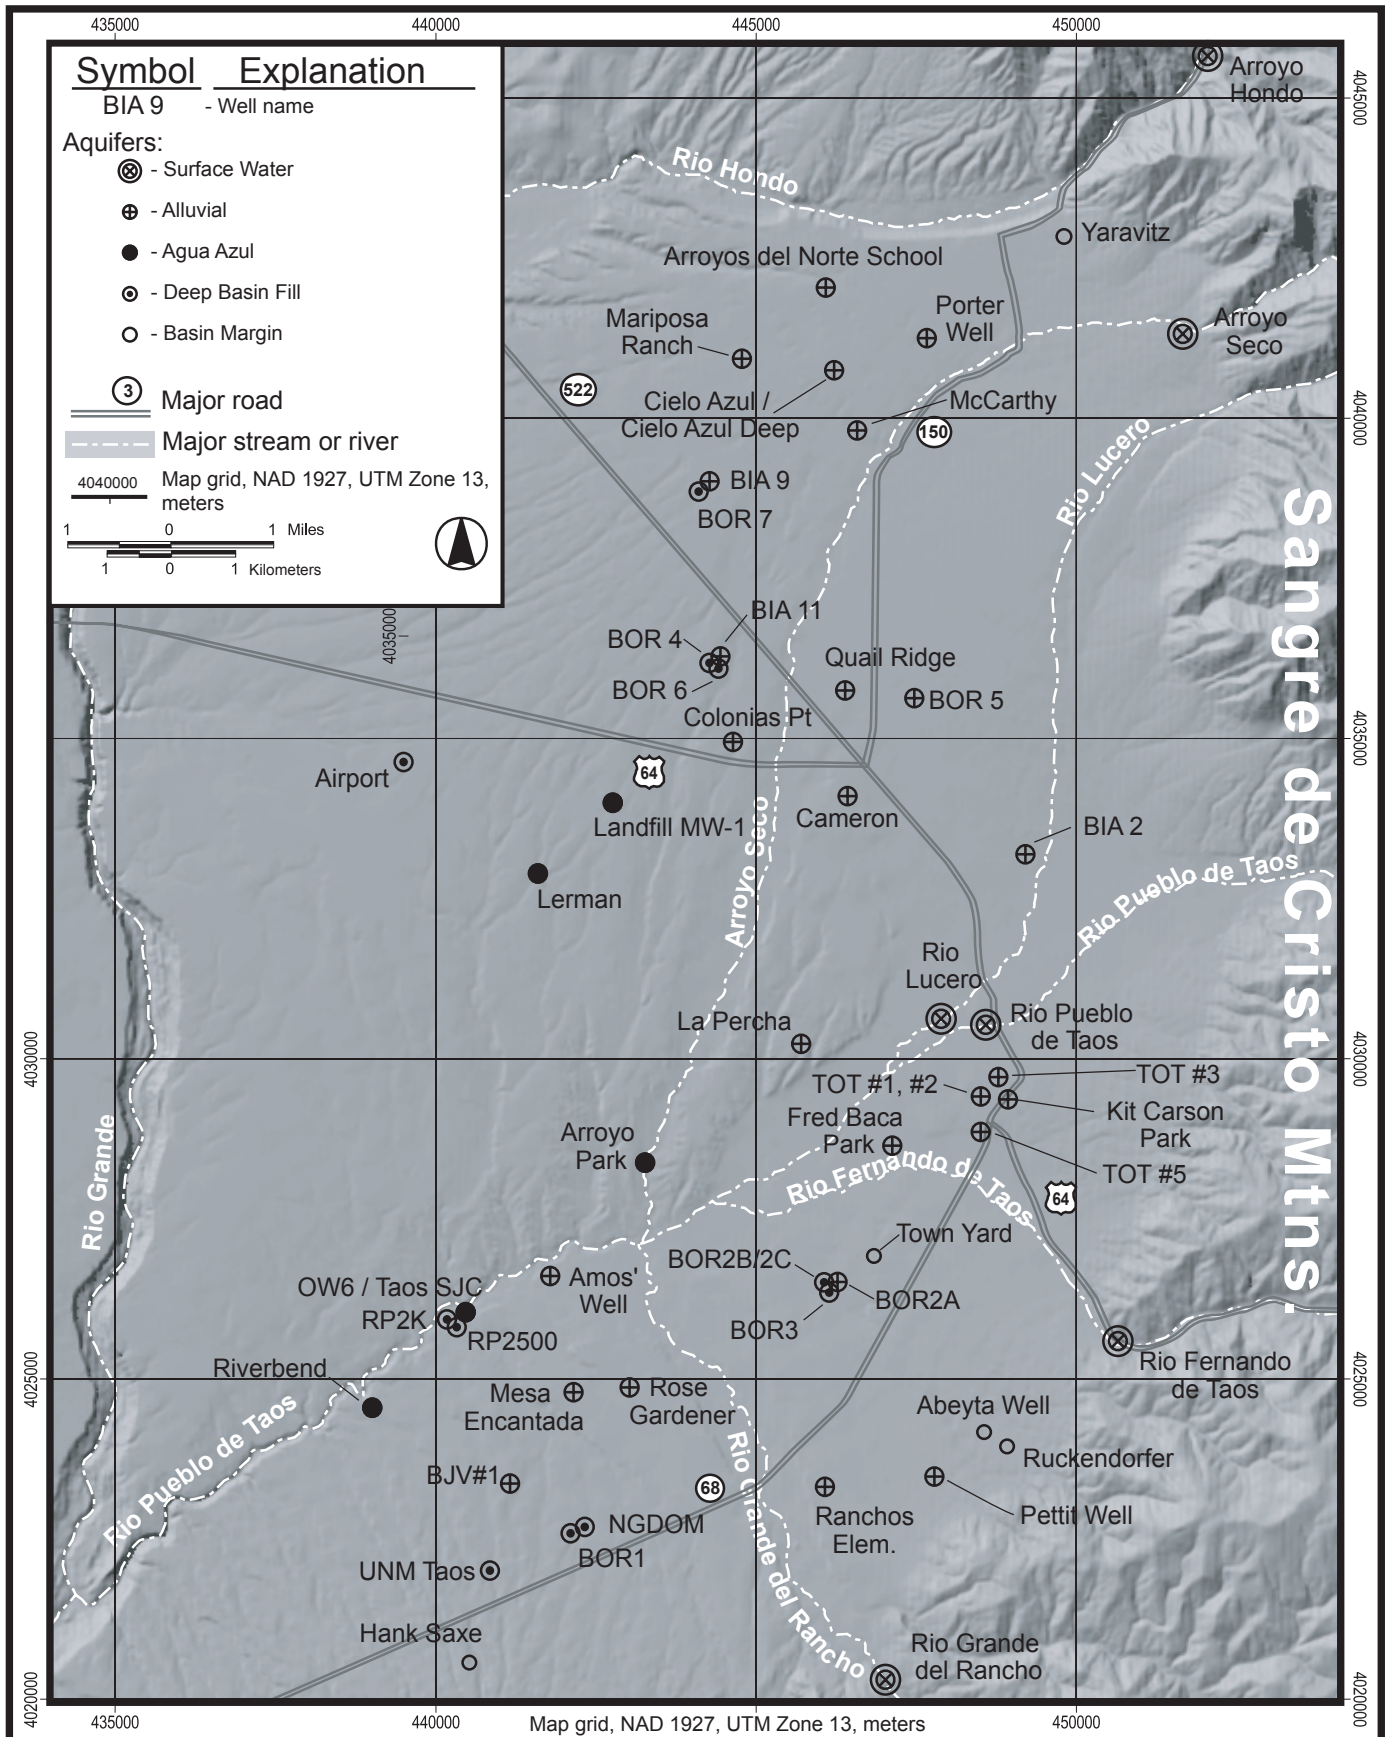 435000
440000
445000
450000
Symbol Explanation
BIA 9 - Well name
Aquifers:
- Surface Water
- Alluvial
- Agua Azul
- Deep Basin Fill
- Basin Margin
3 Major road
Major stream or river
4040000 Map grid, NAD 1927, UTM Zone 13,
meters
1 0 1 Miles
1 0 1 Kilometers
Arroyo
Hondo
4045000
Rio Hondo
Yaravitz
Arroyos del Norte School
Porter
Well
Mariposa
Ranch
Arroyo
Seco
522
Cielo Azul /
Cielo Azul Deep
McCarthy
150
4040000
Rio Lucero
BIA 9
BOR 7
Sangre de Cristo Mtns.
4035000
BIA 11
BOR 4
BOR 6
Quail Ridge
BOR 5
Colonias Pt
4035000
64
Airport
Landfill MW-1
Cameron
Arroyo Seco
BIA 2
Lerman
Rio Pueblo de Taos
Rio
Lucero
Rio Pueblo
de Taos
La Percha
4030000
4030000
TOT #3
TOT #1, #2
Kit Carson
Park
Fred Baca
Park
Arroyo
Park
TOT #5
Rio Grande
Rio Fernando de Taos
64
Town Yard
BOR2B/2C
BOR2A
BOR3
OW6 / Taos SJC
Amos'
Well
RP2K
RP2500
Rio Fernando
de Taos
Riverbend
4025000
4025000
Mesa
Encantada
Rose
Gardener
Abeyta Well
Ruckendorfer
Rio Pueblo de Taos
BJV#1
68
Rio Grande del Rancho
Ranchos
Elem.
Pettit Well
NGDOM
BOR1
UNM Taos
Hank Saxe
Rio Grande
del Rancho
4020000
4020000
435000
440000
Map grid, NAD 1927, UTM Zone 13, meters
445000
450000